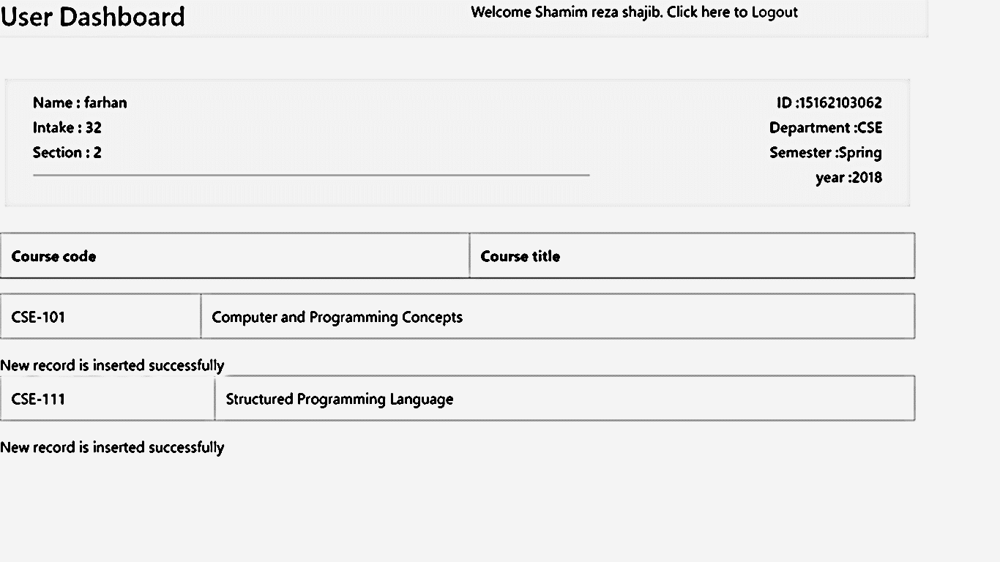 User Dashboard
Welcome Shamim reza shajib. Click here to Logout
Name : farhan
Intake : 32
Section : 2
ID :15162103062
Department :CSE
Semester :Spring
year :2018
Course code
Course title
CSE-101
Computer and Programming Concepts
New record is inserted successfully
CSE-111
Structured Programming Language
New record is inserted successfully